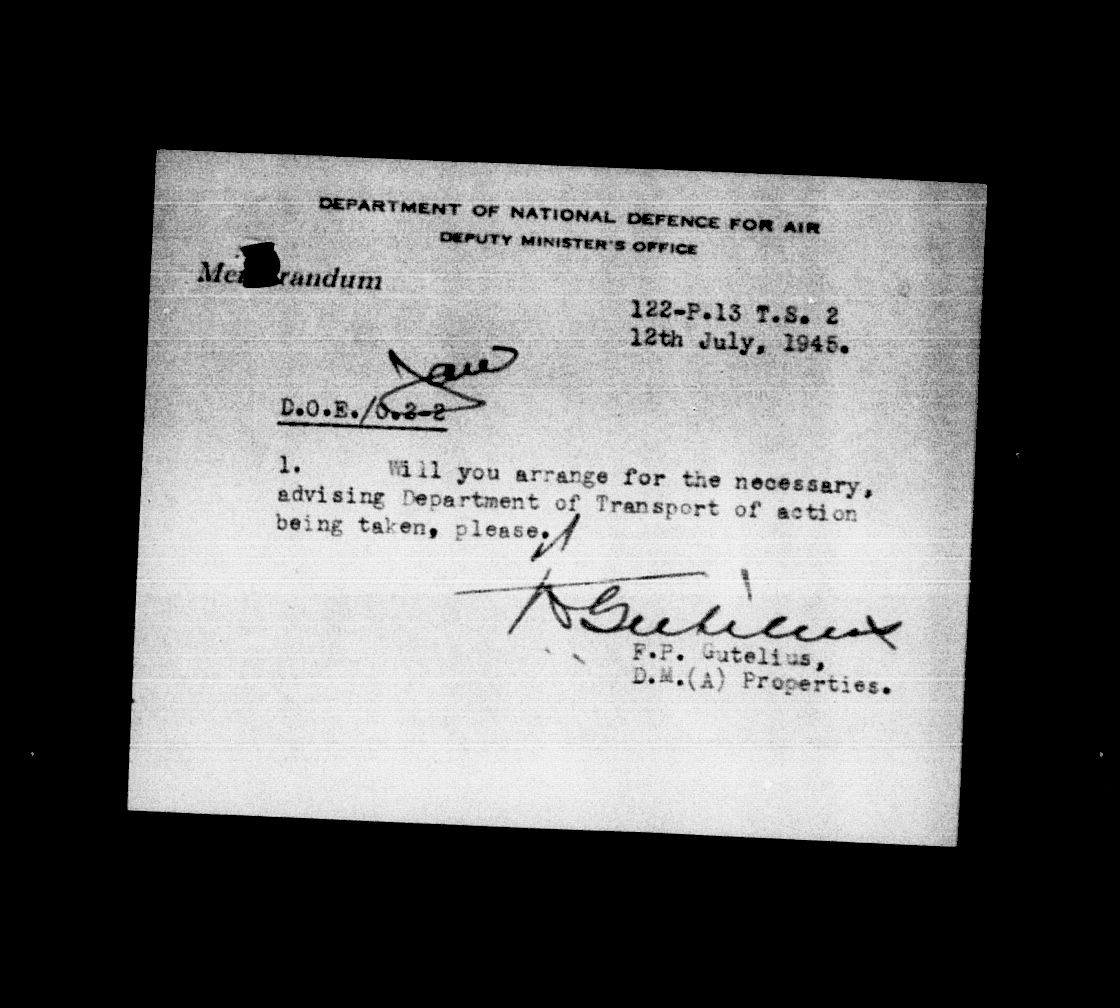 DEPARTMENT OF NATIONAL DEFENCE FOR AIR
DEPUTY MINISTER'S OFFICE
Memorandum
122-P.13 T.S. 2
12th July, 1945.
D.O.E./
1. Will you arrange for the necessary,
advising Department of Transport of action
being taken, please.
F.P. Gutelius,
D.M.(A) Properties.